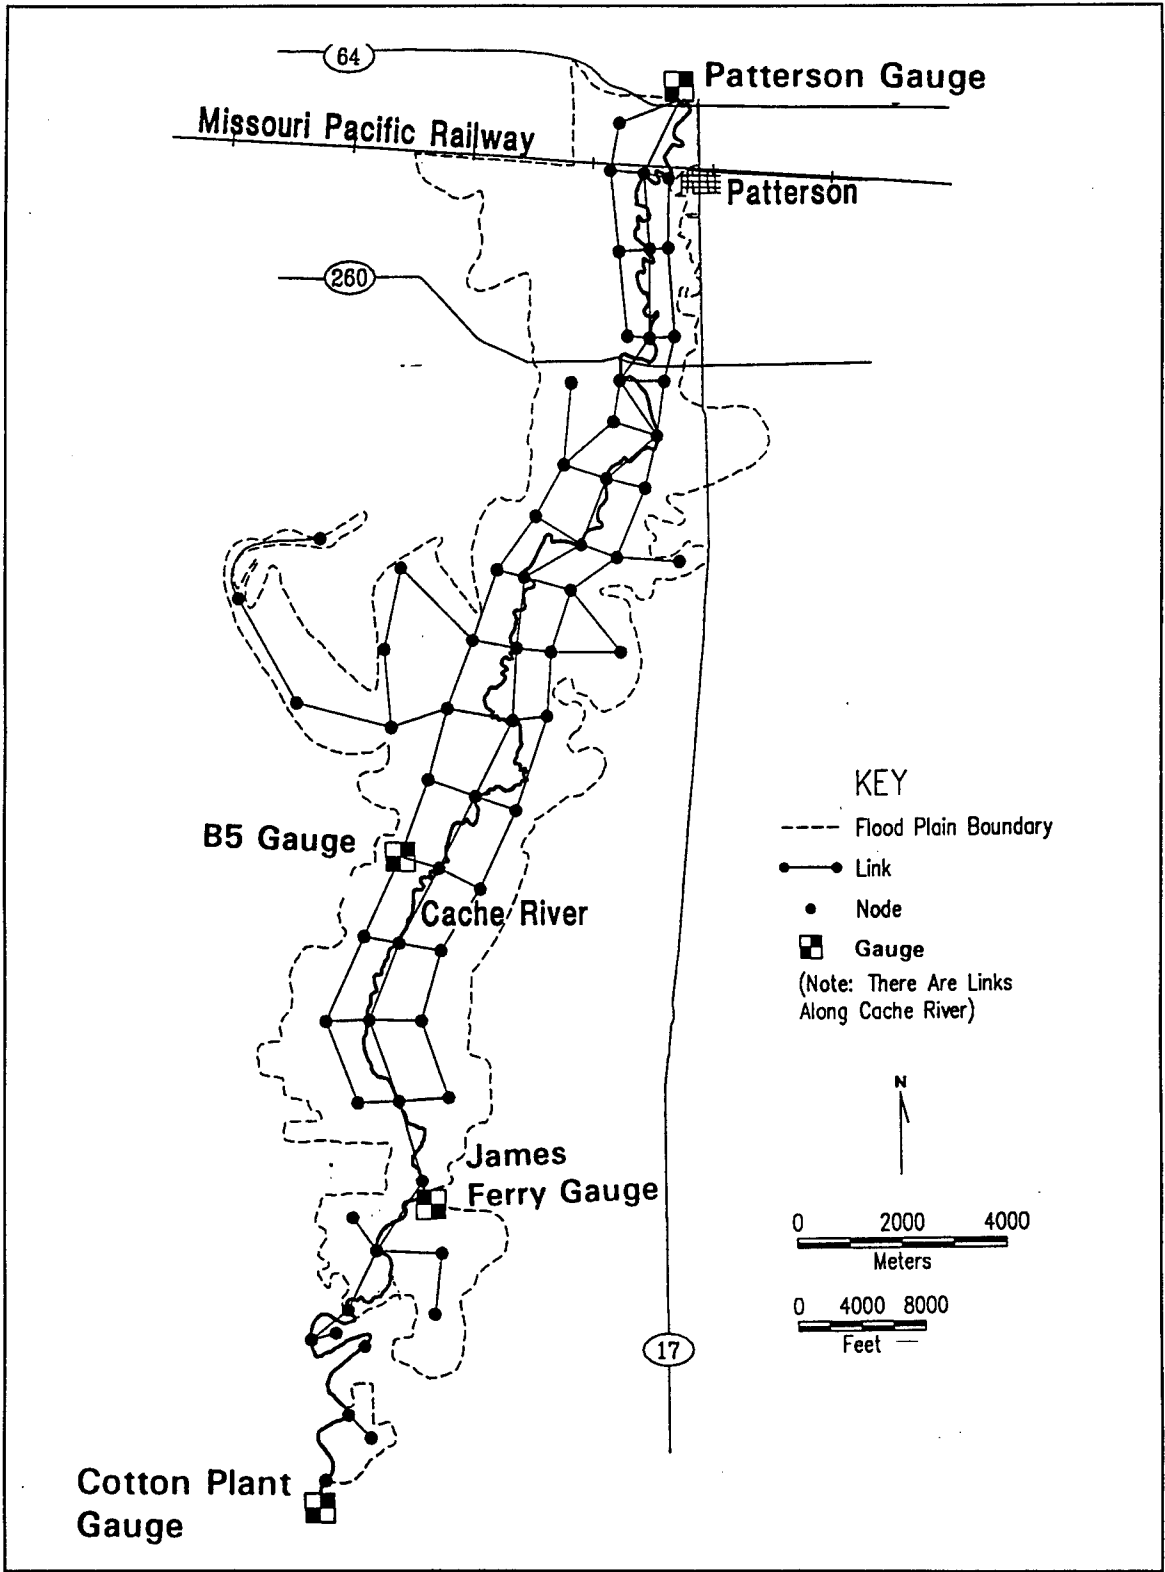 64
Patterson Gauge
Missouri Pacific Railway
Patterson
260
B5 Gauge
Cache River
KEY
Flood Plain Boundary
Link
Node
Gauge
(Note: There Are Links
Along Cache River)
N
James
Ferry Gauge
0 2000 4000
Meters
0 4000 8000
Feet
17
Cotton Plant
Gauge